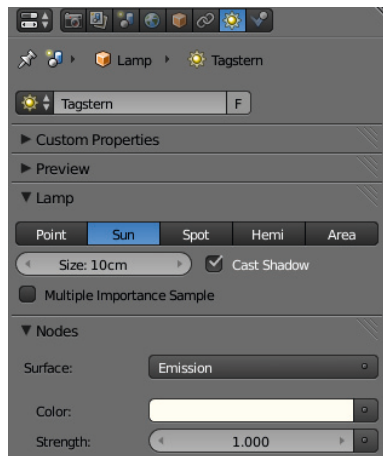 Lamp Tagstern
Tagstern F
Custom Properties
Preview
Lamp
Point Sun Spot Hemi Area
Size: 10cm Cast Shadow
Multiple Importance Sample
Nodes
Surface: Emission
Color:
Strength: 1.000